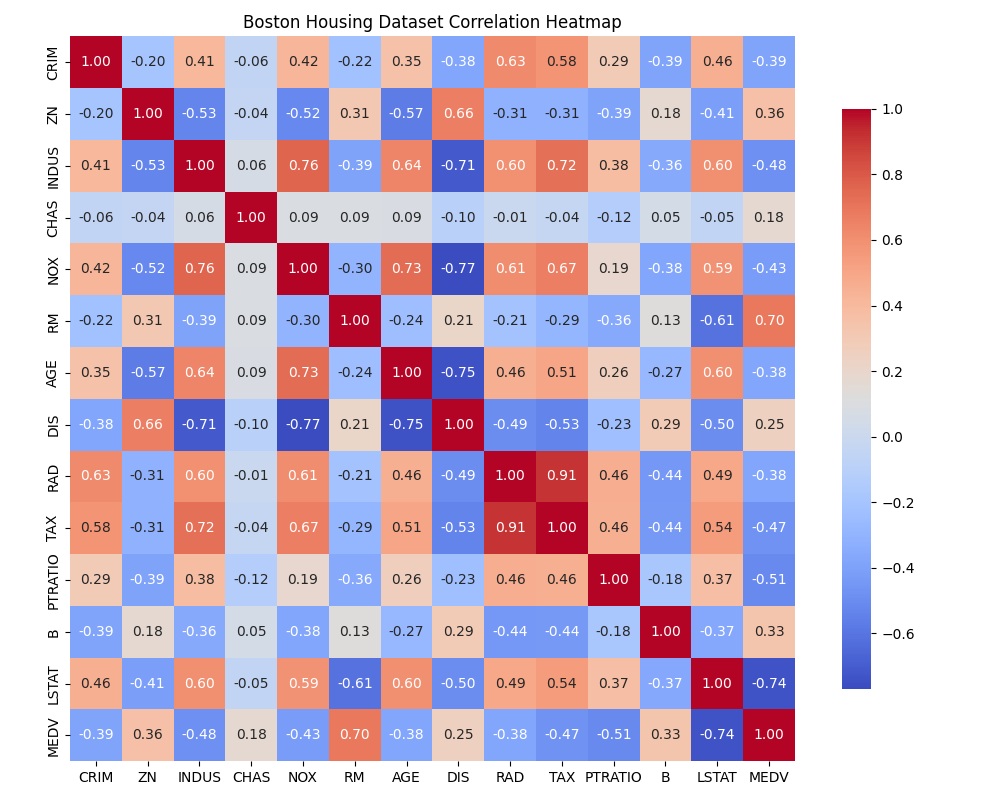 Boston Housing Dataset Correlation Heatmap
CRIM 1.00 -0.20 0.41 -0.06 0.42 -0.22 0.35 -0.38 0.63 0.58 0.29 -0.39 0.46 -0.39
ZN -0.20 1.00 -0.53 -0.04 -0.52 0.31 -0.57 0.66 -0.31 -0.31 -0.39 0.18 -0.41 0.36
INDUS 0.41 -0.53 1.00 0.06 0.76 -0.39 0.64 -0.71 0.60 0.72 0.38 -0.36 0.60 -0.48
CHAS -0.06 -0.04 0.06 1.00 0.09 0.09 0.09 -0.10 -0.01 -0.04 -0.12 0.05 -0.05 0.18
NOX 0.42 -0.52 0.76 0.09 1.00 -0.30 0.73 -0.77 0.61 0.67 0.19 -0.38 0.59 -0.43
RM -0.22 0.31 -0.39 0.09 -0.30 1.00 -0.24 0.21 -0.21 -0.29 -0.36 0.13 -0.61 0.70
AGE 0.35 -0.57 0.64 0.09 0.73 -0.24 1.00 -0.75 0.46 0.51 0.26 -0.27 0.60 -0.38
DIS -0.38 0.66 -0.71 -0.10 -0.77 0.21 -0.75 1.00 -0.49 -0.53 -0.23 0.29 -0.50 0.25
RAD 0.63 -0.31 0.60 -0.01 0.61 -0.21 0.46 -0.49 1.00 0.91 0.46 -0.44 0.49 -0.38
TAX 0.58 -0.31 0.72 -0.04 0.67 -0.29 0.51 -0.53 0.91 1.00 0.46 -0.44 0.54 -0.47
PTRATIO 0.29 -0.39 0.38 -0.12 0.19 -0.36 0.26 -0.23 0.46 0.46 1.00 -0.18 0.37 -0.51
B -0.39 0.18 -0.36 0.05 -0.38 0.13 -0.27 0.29 -0.44 -0.44 -0.18 1.00 -0.37 0.33
LSTAT 0.46 -0.41 0.60 -0.05 0.59 -0.61 0.60 -0.50 0.49 0.54 0.37 -0.37 1.00 -0.74
MEDV -0.39 0.36 -0.48 0.18 -0.43 0.70 -0.38 0.25 -0.38 -0.47 -0.51 0.33 -0.74 1.00
CRIM ZN INDUS CHAS NOX RM AGE DIS RAD TAX PTRATIO B LSTAT MEDV
1.0
0.8
0.6
0.4
0.2
0.0
−0.2
−0.4
−0.6